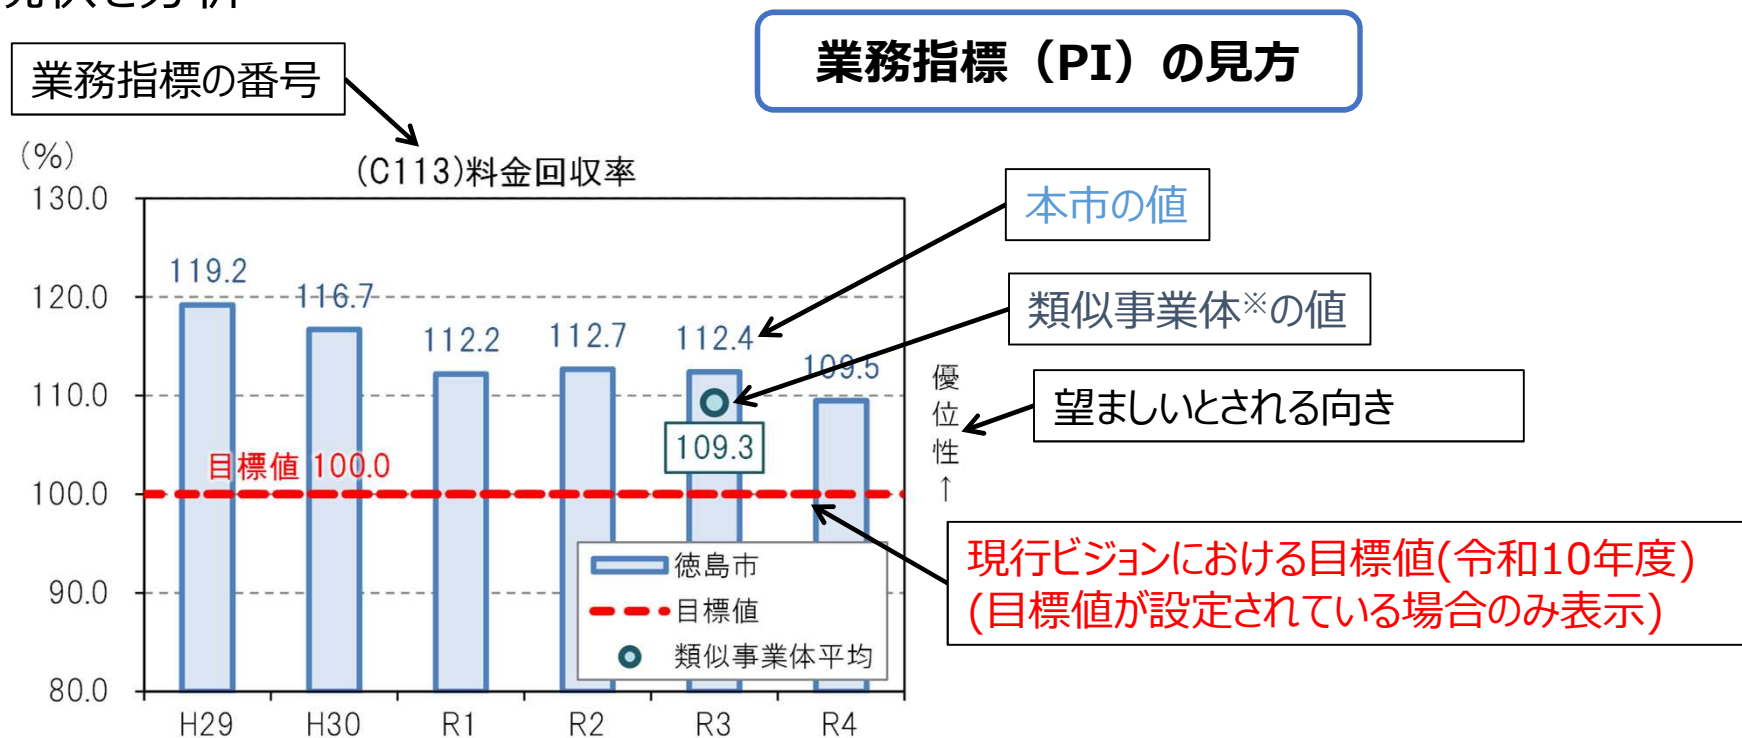 業務指標（PI）の見方
業務指標の番号
(%)
(C113)料金回収率
130.0
120.0
110.0
100.0
90.0
80.0
119.2
116.7
112.2
112.7
112.4
109.5
109.3
目標値 100.0
徳島市
目標値
類似事業体平均
H29
H30
R1
R2
R3
R4
優位性→
本市の値
類似事業体※の値
望ましいとされる向き
現行ビジョンにおける目標値(令和10年度)
(目標値が設定されている場合のみ表示)